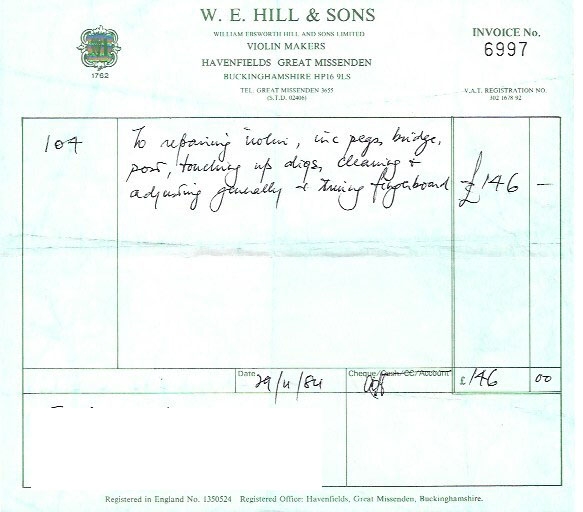 W. E. HILL & SONS
WILLIAM EBSWORTH HILL AND SONS LIMITED
VIOLIN MAKERS
HAVENFIELDS GREAT MISSENDEN
BUCKINGHAMSHIRE HP16 9LS
TEL. GREAT MISSENDEN 3655
(S.T.D. 02406)
1762
INVOICE No.
6997
V.A.T. REGISTRATION NO.
302 1678 92
104
To repairing violin, inc pegs, bridge,
post, touching up digs, cleaning +
adjusting generally + truing fingerboard
£146 —
Date 29/11/84
Cheque/Cash/CC/Account
£ 146 00
Registered in England No. 1350524 Registered Office: Havenfields, Great Missenden, Buckinghamshire.